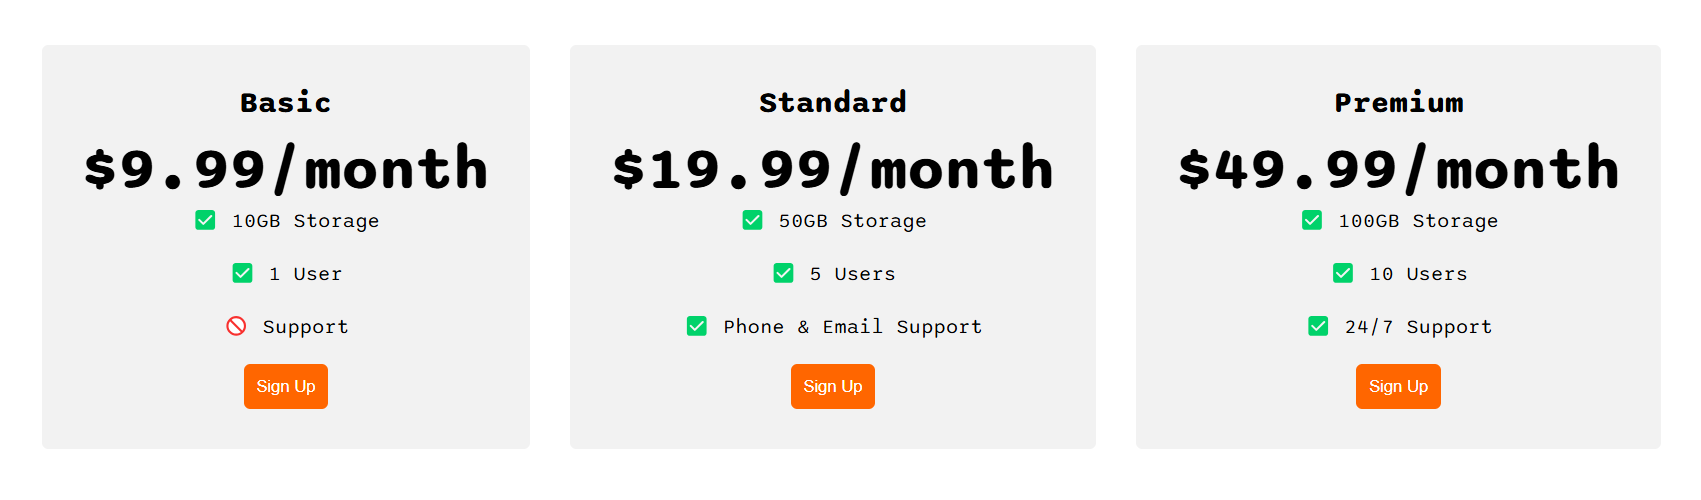 Basic
$9.99/month
10GB Storage
1 User
Support
Sign Up
Standard
$19.99/month
50GB Storage
5 Users
Phone & Email Support
Sign Up
Premium
$49.99/month
100GB Storage
10 Users
24/7 Support
Sign Up